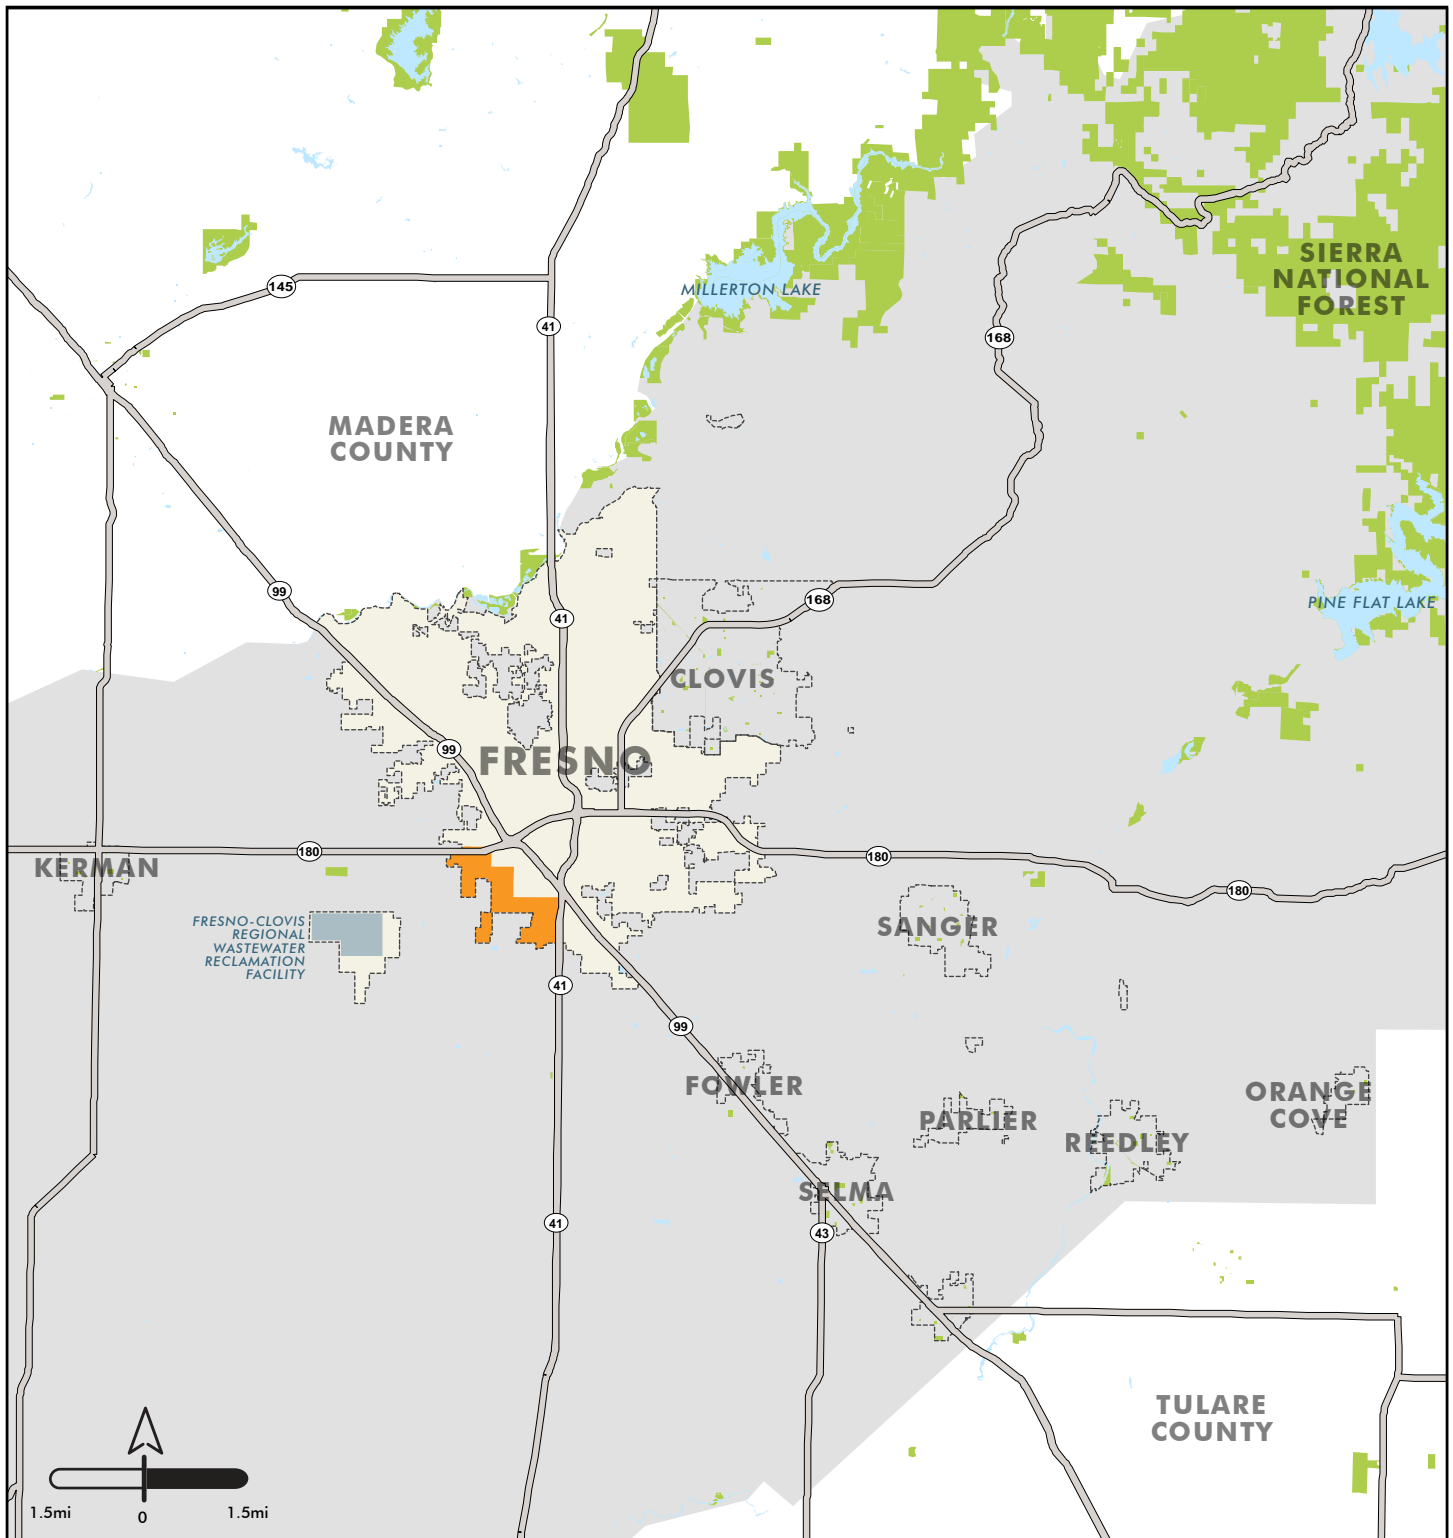 SIERRA
NATIONAL
FOREST
MILLERTON LAKE
145
41
168
MADERA
COUNTY
99
168
PINE FLAT LAKE
41
CLOVIS
99
FRESNO
180
KERMAN
180
180
FRESNO-CLOVIS
REGIONAL
WASTEWATER
RECLAMATION
FACILITY
SANGER
41
99
FOWLER
PARLIER
REEDLEY
ORANGE
COVE
SELMA
41
43
TULARE
COUNTY
1.5mi
0
1.5mi